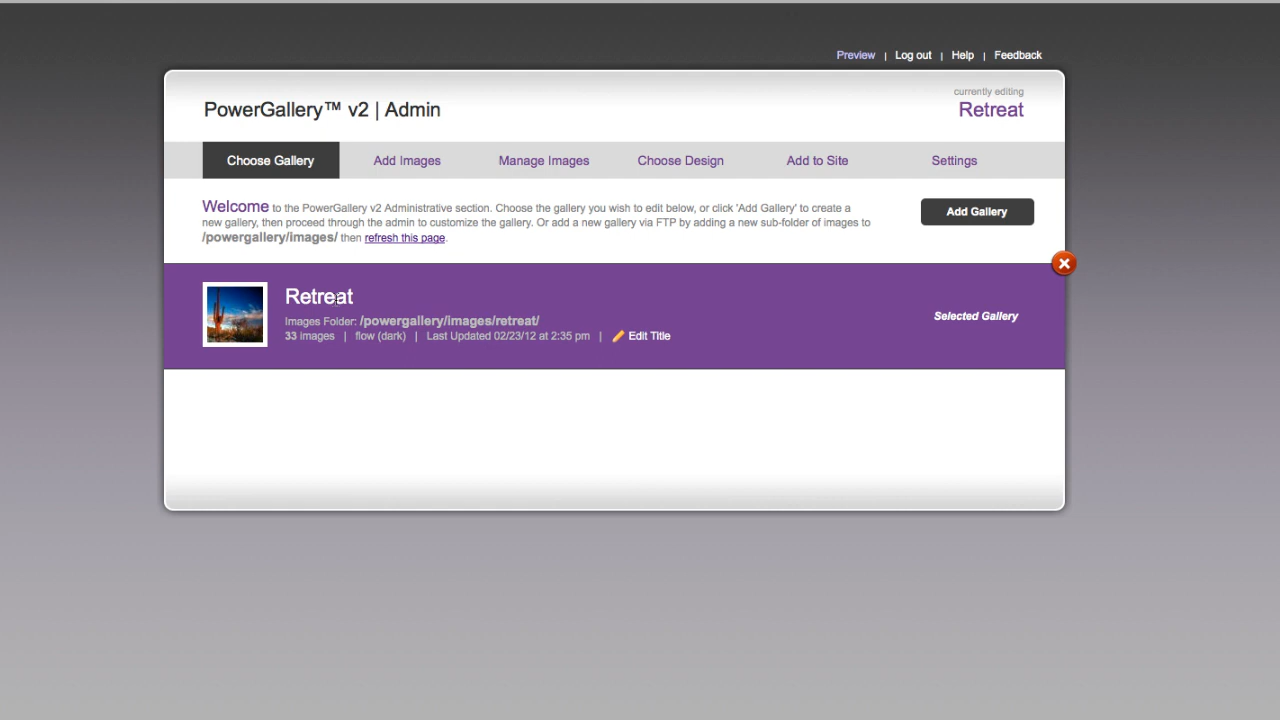 Preview | Log out | Help | Feedback
PowerGallery™ v2 | Admin
currently editing
Retreat
Choose Gallery Add Images Manage Images Choose Design Add to Site Settings
Welcome to the PowerGallery v2 Administrative section. Choose the gallery you wish to edit below, or click 'Add Gallery' to create a
new gallery, then proceed through the admin to customize the gallery. Or add a new gallery via FTP by adding a new sub-folder of images to
/powergallery/images/ then refresh this page.
Add Gallery
Retreat
Images Folder: /powergallery/images/retreat/
33 images | flow (dark) | Last Updated 02/23/12 at 2:35 pm | Edit Title
Selected Gallery